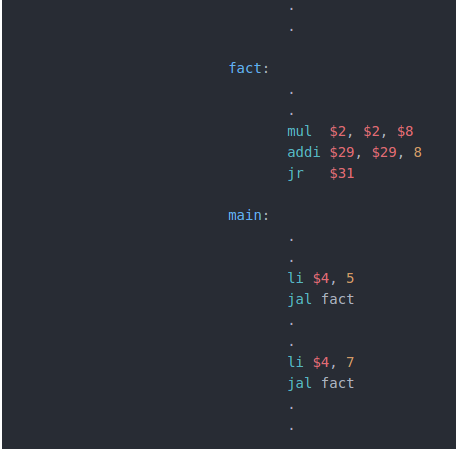 .
.
fact:
.
.
mul $2, $2, $8
addi $29, $29, 8
jr $31
main:
.
.
li $4, 5
jal fact
.
.
li $4, 7
jal fact
.
.